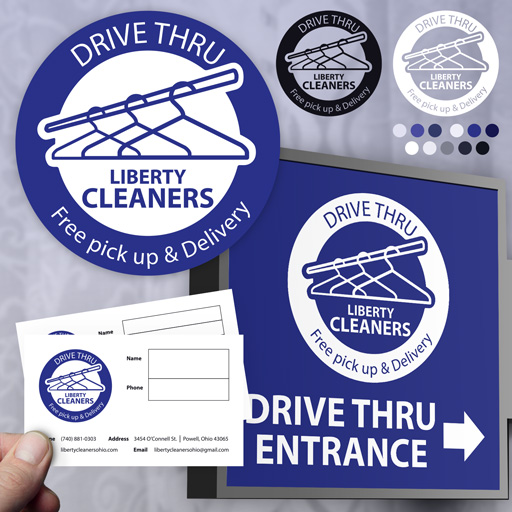 DRIVE THRU
LIBERTY
CLEANERS
Free pick up & Delivery
DRIVE THRU
LIBERTY
CLEANERS
Free pick up & Delivery
DRIVE THRU
LIBERTY
CLEANERS
Free pick up & Delivery
DRIVE THRU
LIBERTY
CLEANERS
Free pick up & Delivery
DRIVE THRU
ENTRANCE
Name
DRIVE THRU
LIBERTY
CLEANERS
Free pick up & Delivery
Name
Phone
(740) 881-0303 Address 3454 O'Connell St. | Powell, Ohio 43065
libertycleanersohio.com Email libertycleanersohio@gmail.com